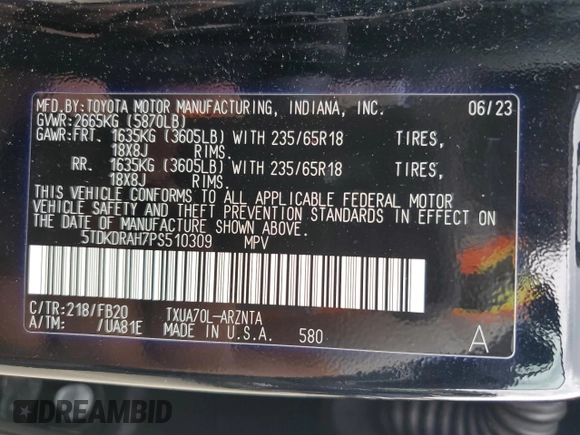 MFD.BY:TOYOTA MOTOR MANUFACTURING, INDIANA, INC. 06/23
GVWR:2665KG (5870LB)
GAWR:FRT. 1635KG (3605LB) WITH 235/65R18 TIRES,
18X8J RIMS.
RR. 1635KG (3605LB) WITH 235/65R18 TIRES,
18X8J RIMS.
THIS VEHICLE CONFORMS TO ALL APPLICABLE FEDERAL MOTOR
VEHICLE SAFETY AND THEFT PREVENTION STANDARDS IN EFFECT ON
THE DATE OF MANUFACTURE SHOWN ABOVE.
5TDKDRAH7PS510309 MPV
C/TR:218/FB20 TXUA70L-ARZNTA
A/TM: /UA81E MADE IN U.S.A. 580 A
DREAMBID